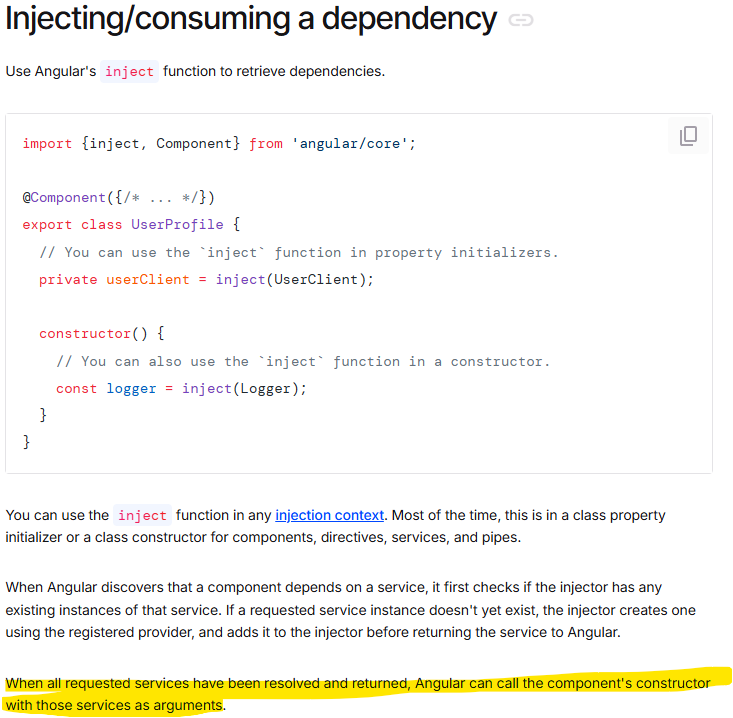 Injecting/consuming a dependency
Use Angular's inject function to retrieve dependencies.
import {inject, Component} from 'angular/core';
@Component({/* ... */})
export class UserProfile {
// You can use the `inject` function in property initializers.
private userClient = inject(UserClient);
constructor() {
// You can also use the `inject` function in a constructor.
const logger = inject(Logger);
}
}
You can use the inject function in any injection context. Most of the time, this is in a class property
initializer or a class constructor for components, directives, services, and pipes.
When Angular discovers that a component depends on a service, it first checks if the injector has any
existing instances of that service. If a requested service instance doesn't yet exist, the injector creates one
using the registered provider, and adds it to the injector before returning the service to Angular.
When all requested services have been resolved and returned, Angular can call the component's constructor
with those services as arguments.